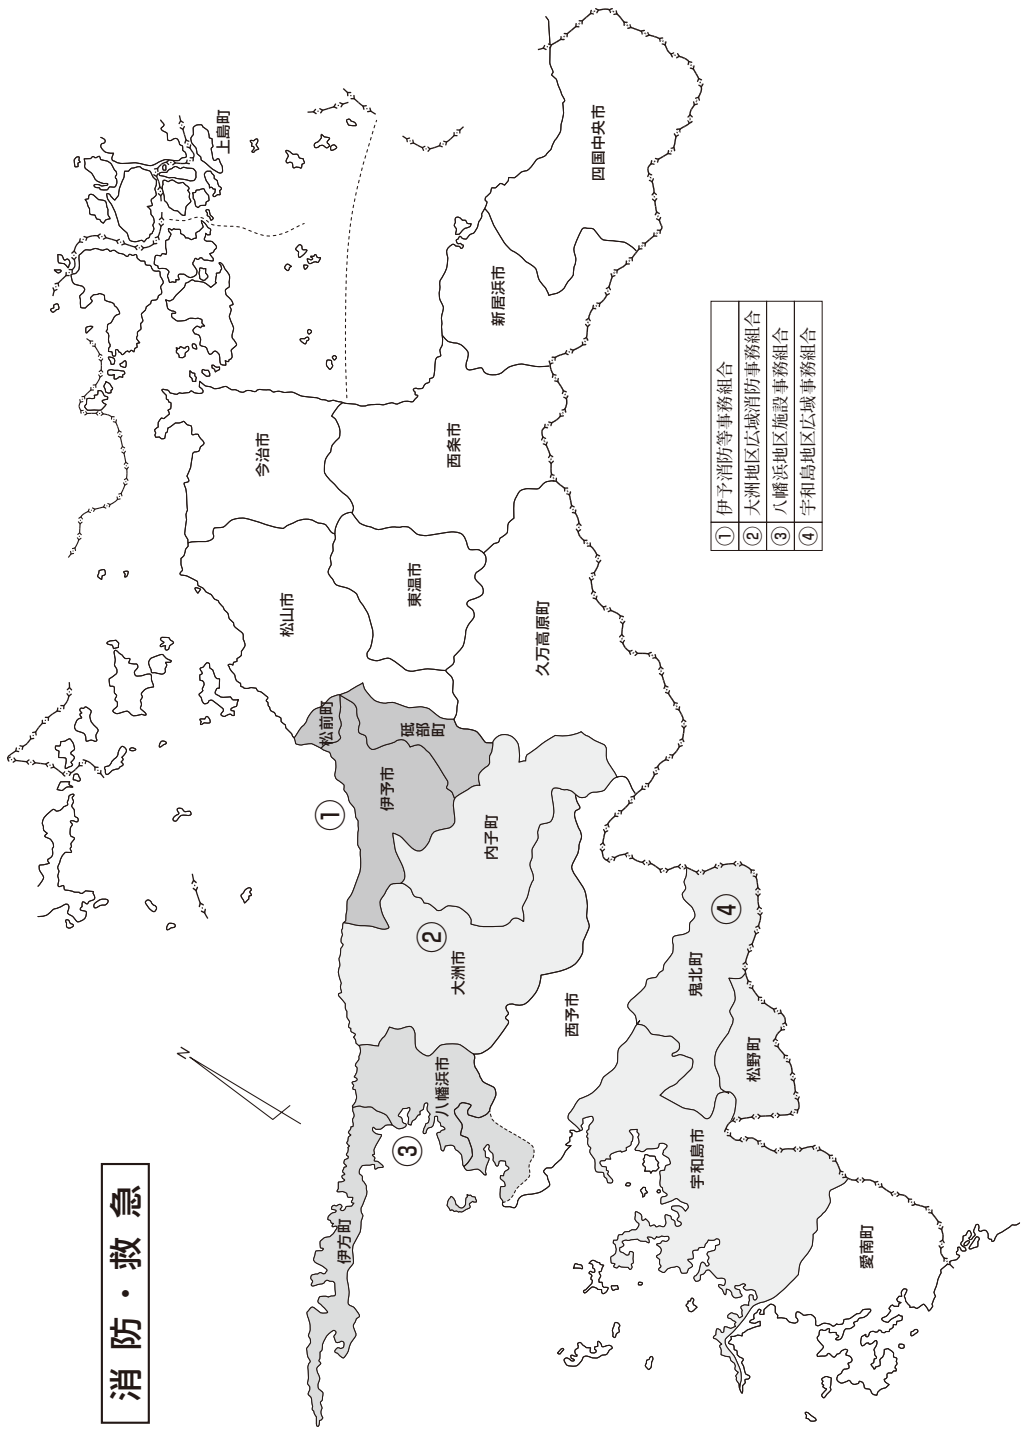 消防・救急
上島町
四国中央市
新居浜市
西条市
今治市
松山市
東温市
久万高原町
松前町
砥部町
伊予市
①
内子町
②
大洲市
西予市
八幡浜市
③
伊方町
④
鬼北町
松野町
宇和島市
愛南町
N
① 伊予消防等事務組合
② 大洲地区広域消防事務組合
③ 八幡浜地区施設事務組合
④ 宇和島地区広域事務組合